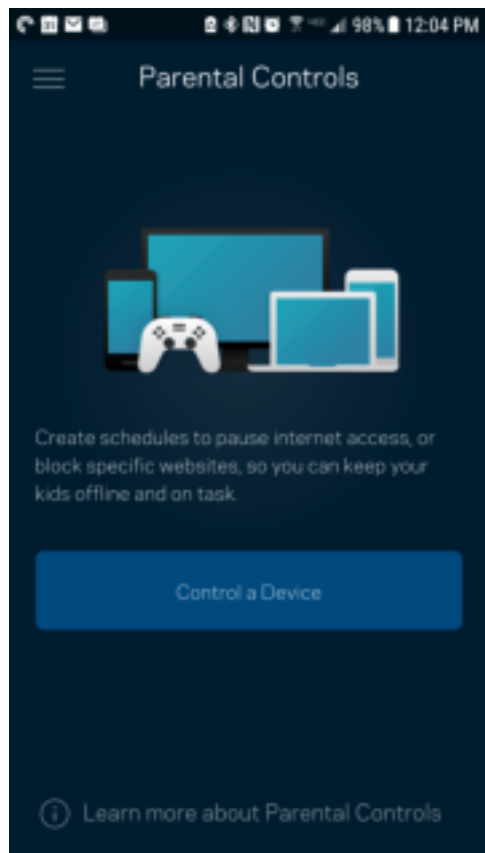 98% 12:04 PM
Parental Controls
Create schedules to pause internet access, or
block specific websites, so you can keep your
kids offline and on task.
Control a Device
Learn more about Parental Controls